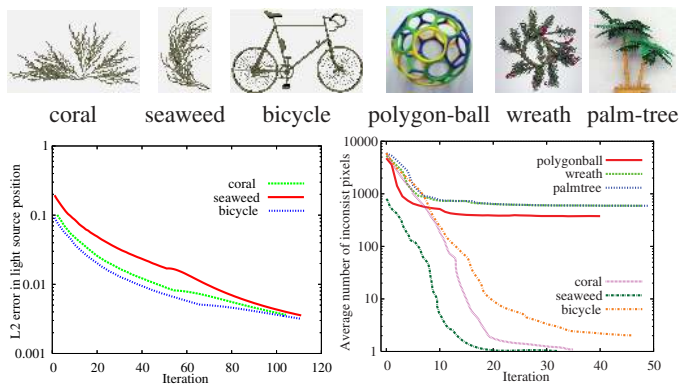 coral seaweed bicycle polygon-ball wreath palm-tree
1
0.1
0.01
0.001
0 20 40 60 80 100 120
Iteration
L2 error in light source position
coral
seaweed
bicycle
10000
1000
100
10
1
0 10 20 30 40 50
Iteration
Average number of inconsist pixels
polygonball
wreath
palmtree
coral
seaweed
bicycle